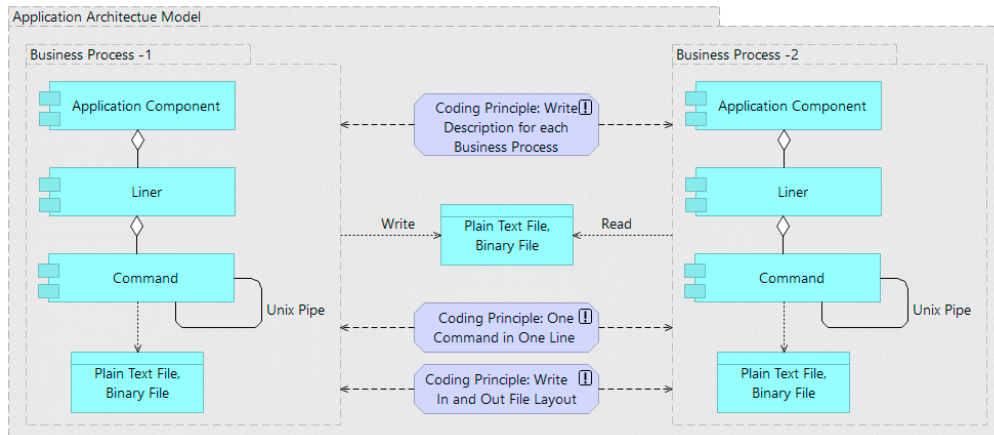 Application Architectue Model
Business Process -1
Application Component
Liner
Command
Unix Pipe
Plain Text File,
Binary File
Coding Principle: Write
Description for each
Business Process
Write
Plain Text File,
Binary File
Read
Coding Principle: One
Command in One Line
Coding Principle: Write
In and Out File Layout
Business Process -2
Application Component
Liner
Command
Unix Pipe
Plain Text File,
Binary File